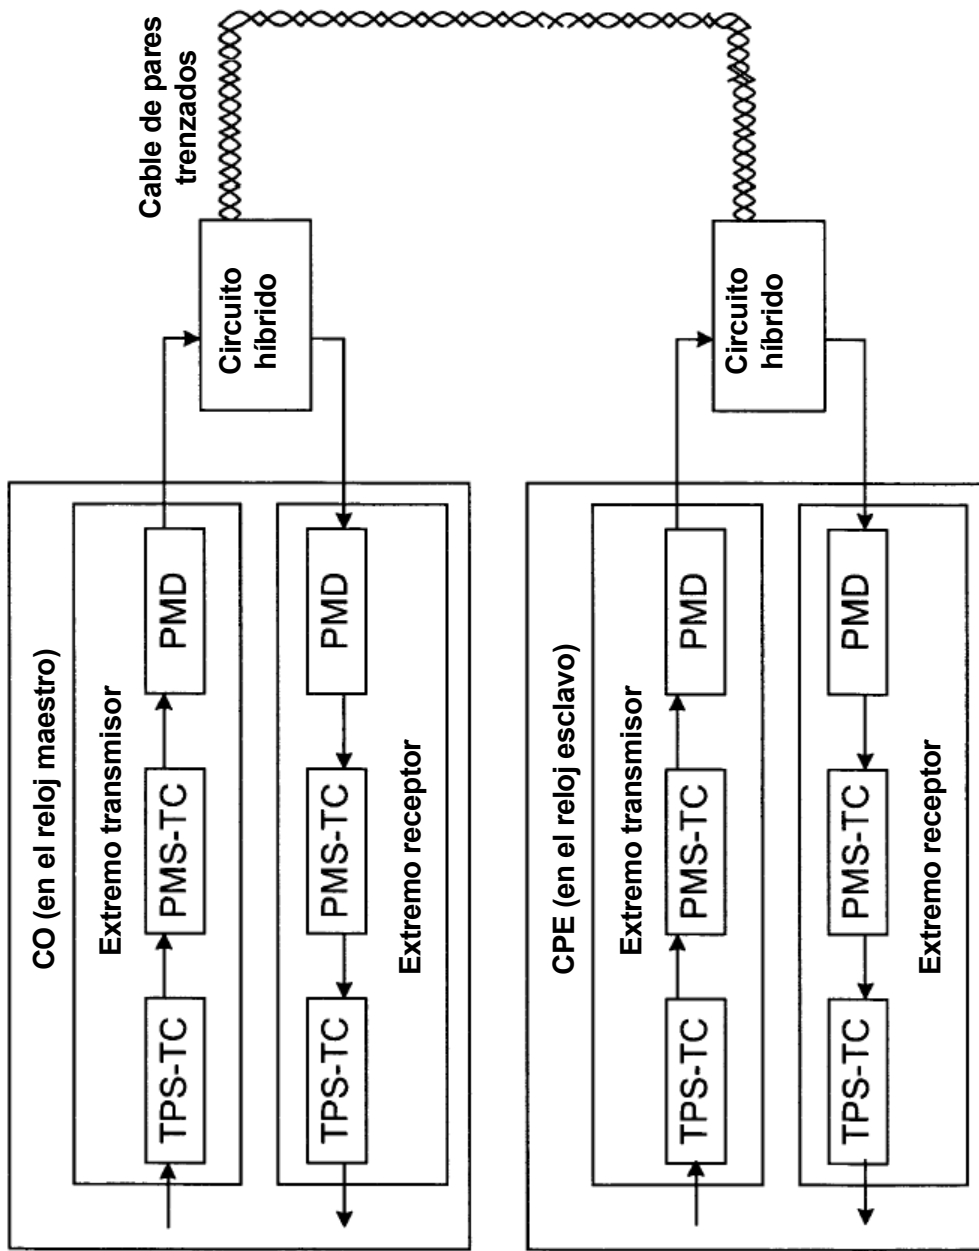 CO (en el reloj maestro)
Extremo transmisor
TPS-TC
PMS-TC
PMD
TPS-TC
PMS-TC
PMD
Extremo receptor
Circuito
híbrido
Cable de pares
trenzados
CPE (en el reloj esclavo)
Extremo transmisor
TPS-TC
PMS-TC
PMD
TPS-TC
PMS-TC
PMD
Extremo receptor
Circuito
híbrido